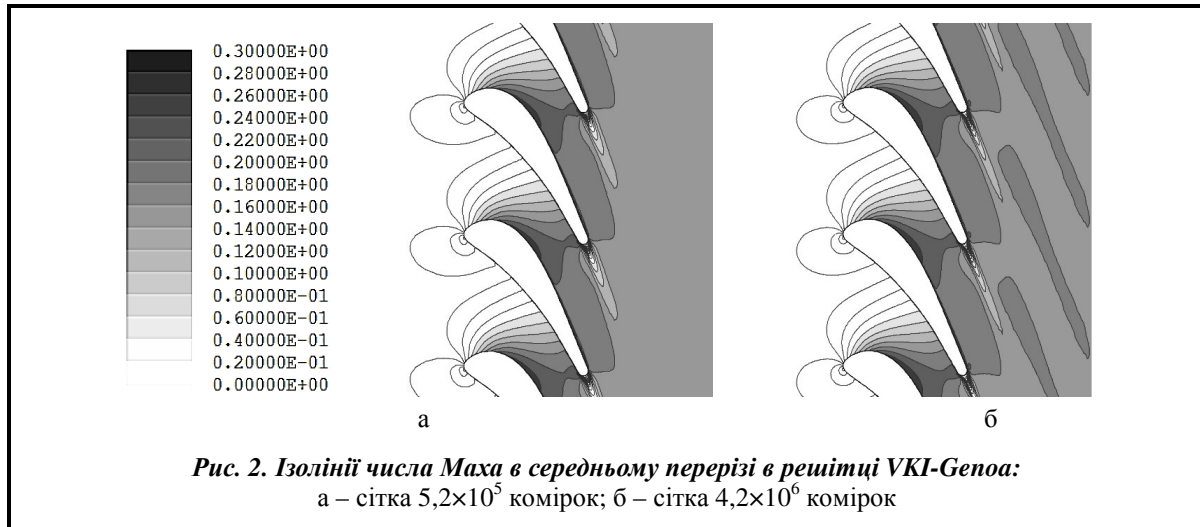 0.30000E+00
0.28000E+00
0.26000E+00
0.24000E+00
0.22000E+00
0.20000E+00
0.18000E+00
0.16000E+00
0.14000E+00
0.12000E+00
0.10000E+00
0.80000E-01
0.60000E-01
0.40000E-01
0.20000E-01
0.00000E+00
а б
Рис. 2. Ізолінії числа Маха в середньому перерізі в решітці VKI-Genoa:
а – сітка 5,2×10⁵ комірок; б – сітка 4,2×10⁶ комірок